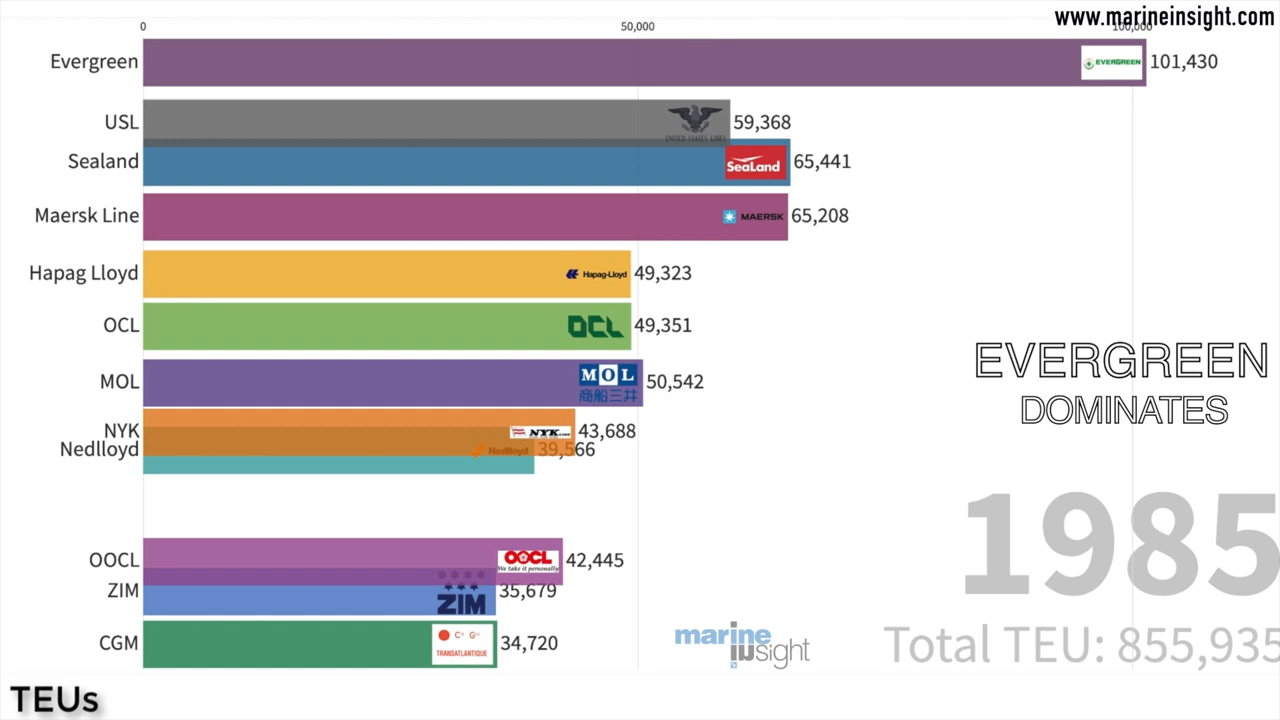 www.marineinsight.com
0 50,000 100,000
Evergreen EVERGREEN 101,430
USL UNITED STATES LINES 59,368
Sealand SeaLand 65,441
Maersk Line MAERSK 65,208
Hapag Lloyd Hapag-Lloyd 49,323
OCL OCL 49,351
MOL MOL 商船三井 50,542
NYK NYK LINE 43,688
Nedlloyd Nedlloyd 39,566
EVERGREEN
DOMINATES
1985
OOCL OOCL We take it personally 42,445
ZIM ZIM 35,679
CGM TRANSATLANTIQUE 34,720
marine insight
Total TEU: 855,935
TEUs